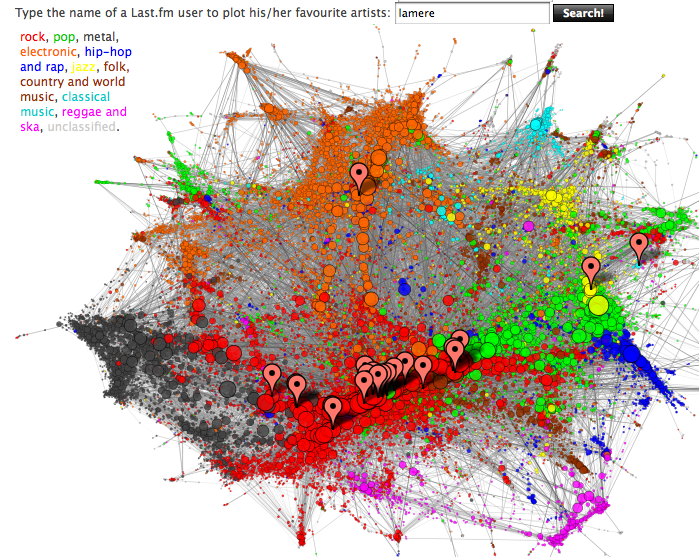 Type the name of a Last.fm user to plot his/her favourite artists: lamere Search!
rock, pop, metal,
electronic, hip-hop
and rap, jazz, folk,
country and world
music, classical
music, reggae and
ska, unclassified.